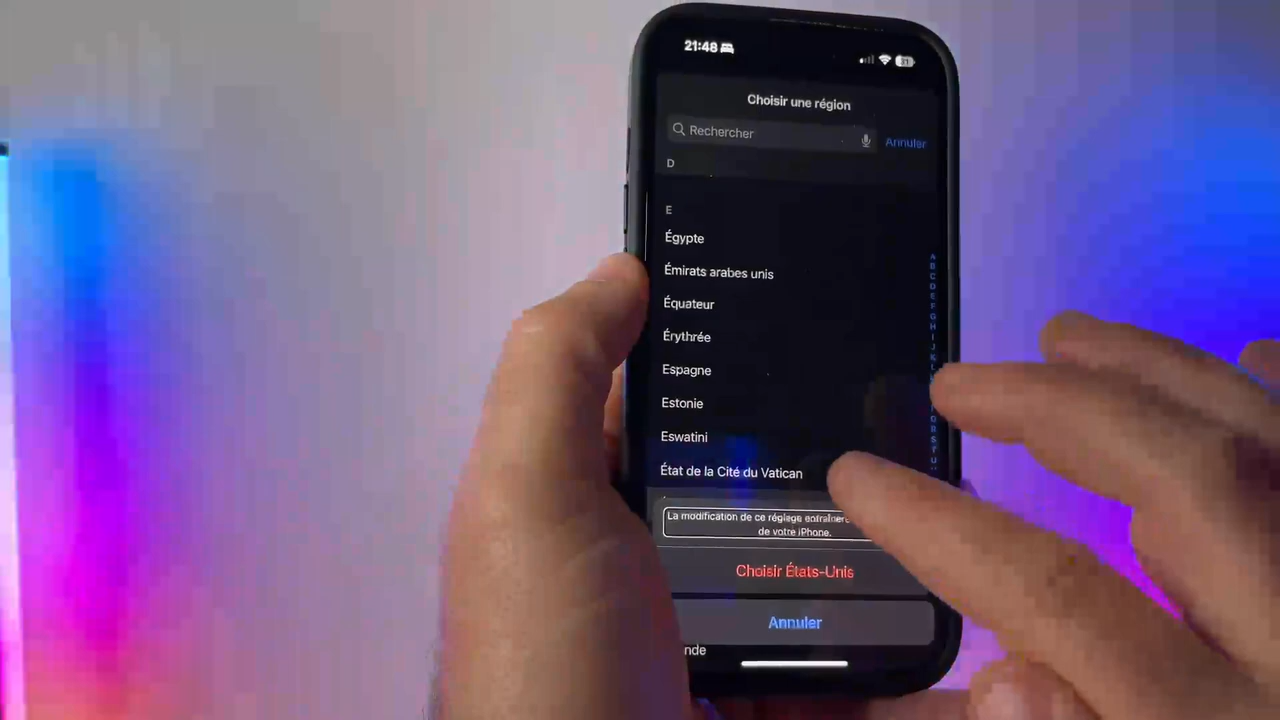 21:48
31
Choisir une région
Rechercher
Annuler
D
E
Égypte
Émirats arabes unis
Équateur
Érythrée
Espagne
Estonie
Eswatini
État de la Cité du Vatican
La modification de ce réglage entraînera
de votre iPhone.
Choisir États-Unis
Annuler
nde
A
B
C
D
E
F
G
H
I
J
K
L
O
R
S
T
U